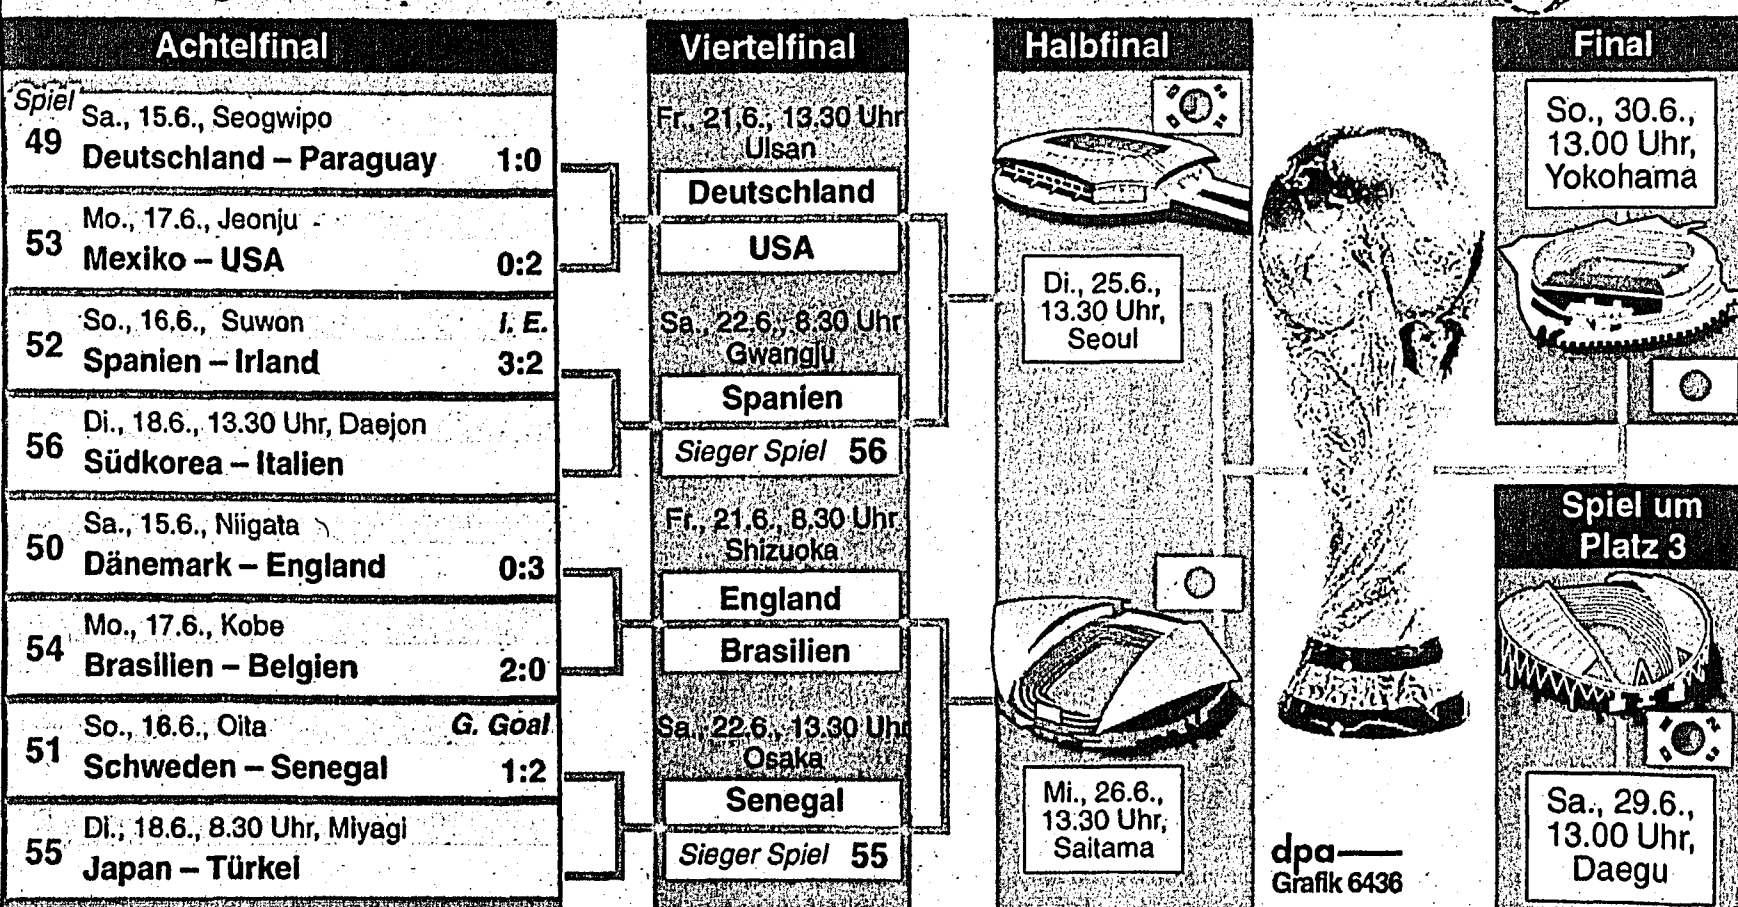 Achtelfinal
Spiel
49
Sa., 15.6., Seogwipo
Deutschland – Paraguay 1:0
53
Mo., 17.6., Jeonju
Mexiko – USA 0:2
52
So., 16.6., Suwon I. E.
Spanien – Irland 3:2
56
Di., 18.6., 13.30 Uhr, Daejon
Südkorea – Italien
50
Sa., 15.6., Niigata
Dänemark – England 0:3
54
Mo., 17.6., Kobe
Brasilien – Belgien 2:0
51
So., 16.6., Oita G. Goal
Schweden – Senegal 1:2
55
Di., 18.6., 8.30 Uhr, Miyagi
Japan – Türkei
Viertelfinal
Fr., 21.6., 13.30 Uhr
Ulsan
Deutschland
USA
Sa., 22.6., 8.30 Uhr
Gwangju
Spanien
Sieger Spiel 56
Fr., 21.6., 8.30 Uhr
Shizuoka
England
Brasilien
Sa., 22.6., 13.30 Uhr
Osaka
Senegal
Sieger Spiel 55
Halbfinal
Di., 25.6.,
13.30 Uhr,
Seoul
Mi., 26.6.,
13.30 Uhr,
Saitama
Final
So., 30.6.,
13.00 Uhr,
Yokohama
Spiel um
Platz 3
Sa., 29.6.,
13.00 Uhr,
Daegu
dpa
Grafik 6436